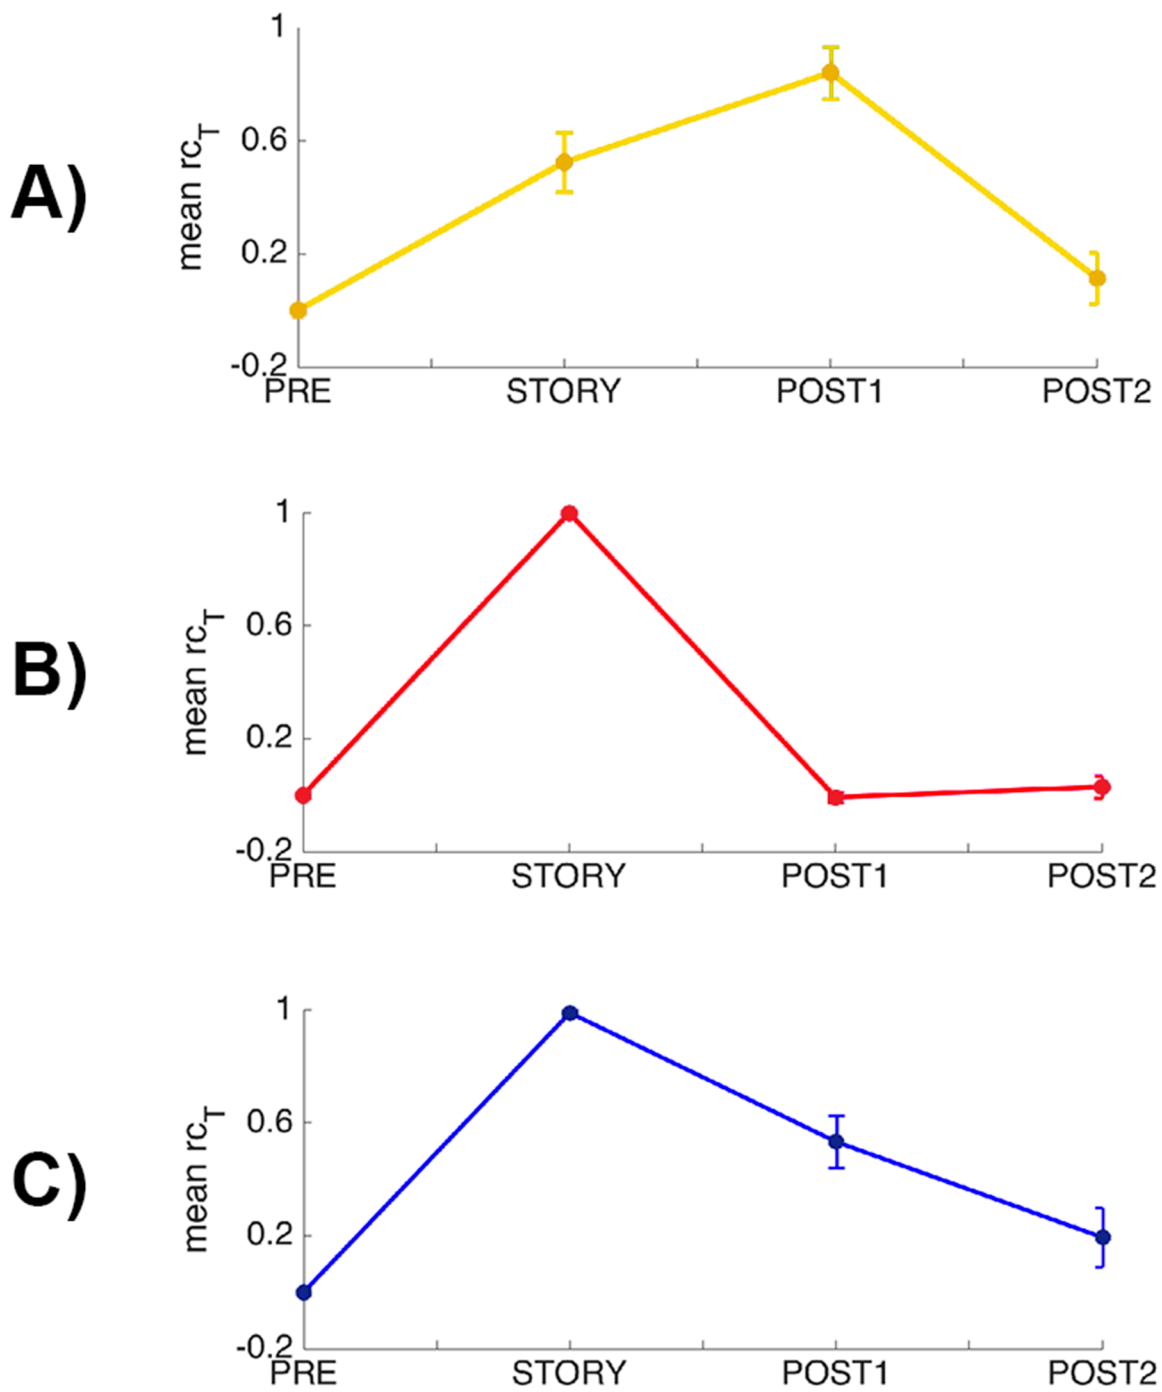 A)
mean rcT
1
0.6
0.2
-0.2
PRE STORY POST1 POST2
B)
mean rcT
1
0.6
0.2
-0.2
PRE STORY POST1 POST2
C)
mean rcT
1
0.6
0.2
-0.2
PRE STORY POST1 POST2